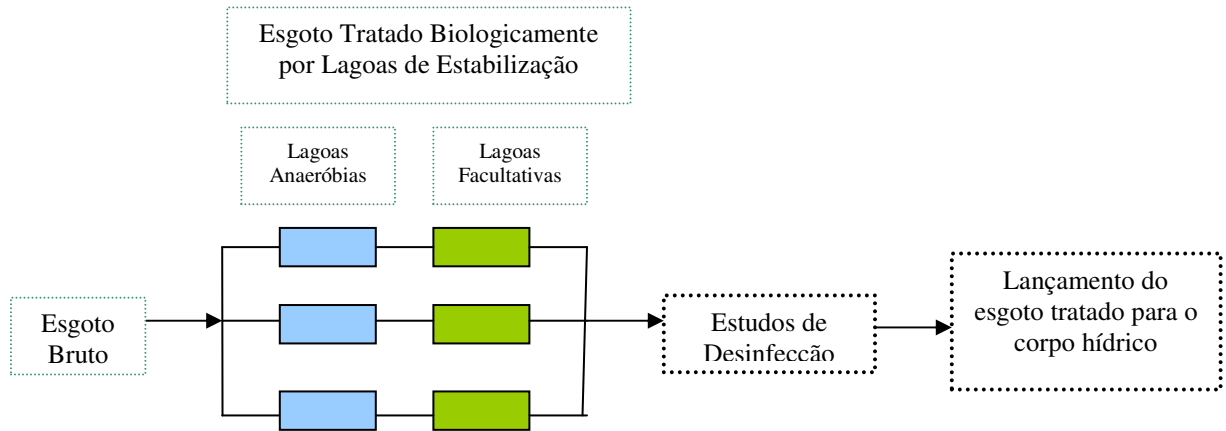 Esgoto Tratado Biologicamente
por Lagoas de Estabilização
Lagoas
Anaeróbias
Lagoas
Facultativas
Esgoto
Bruto
Estudos de
Desinfecção
Lançamento do
esgoto tratado para o
corpo hídrico